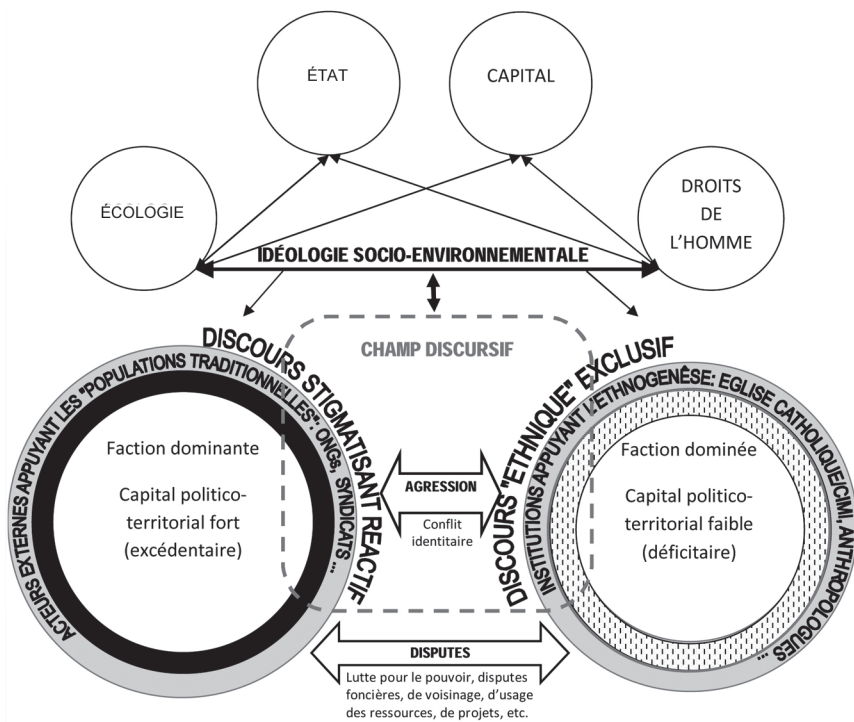 ÉTAT
CAPITAL
ÉCOLOGIE
DROITS
DE
L'HOMME
IDÉOLOGIE SOCIO-ENVIRONNEMENTALE
CHAMP DISCURSIF
DISCOURS STIGMATISANT REACTIF
ACTEURS EXTERNES APPUYANT LES "POPULATIONS TRADITIONNELLES": ONGs, SYNDICATS ...
Faction dominante
Capital politico-
territorial fort
(excédentaire)
AGRESSION
Conflit
identitaire
DISCOURS "ETHNIQUE" EXCLUSIF
INSTITUTIONS APPUYANT L'ETHNOGENÊSE: EGLISE CATHOLIQUE/CIMI, ANTHROPOLOGUES ...
Faction dominée
Capital politico-
territorial faible
(déficitaire)
DISPUTES
Lutte pour le pouvoir, disputes
foncières, de voisinage, d'usage
des ressources, de projets, etc.